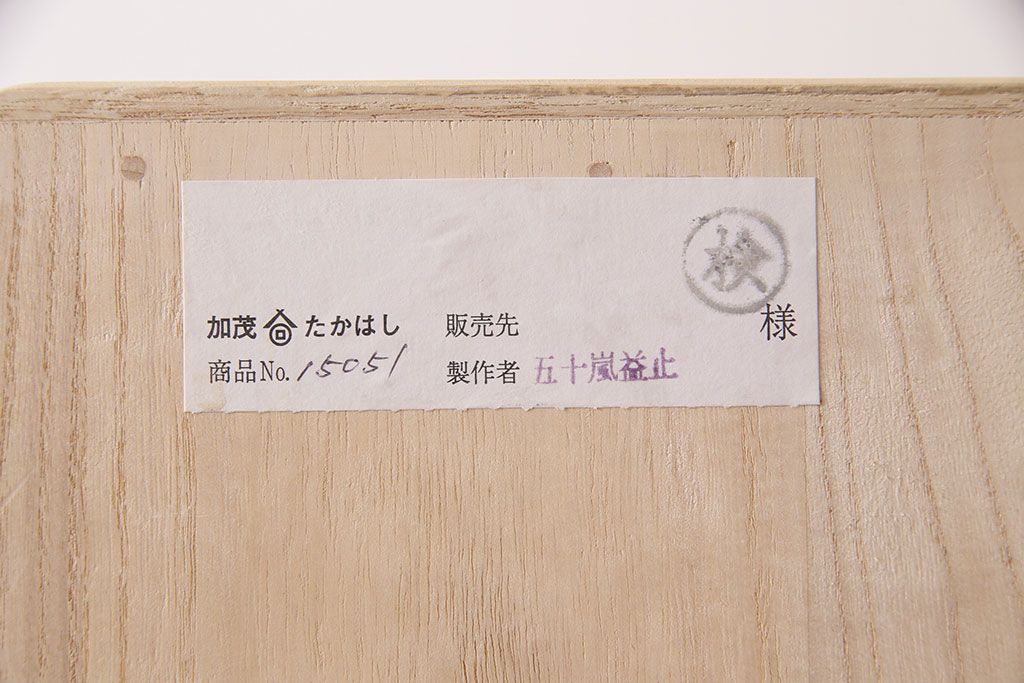 検
加茂 たかはし 販売先 様
商品No. 15051 製作者 五十嵐益止